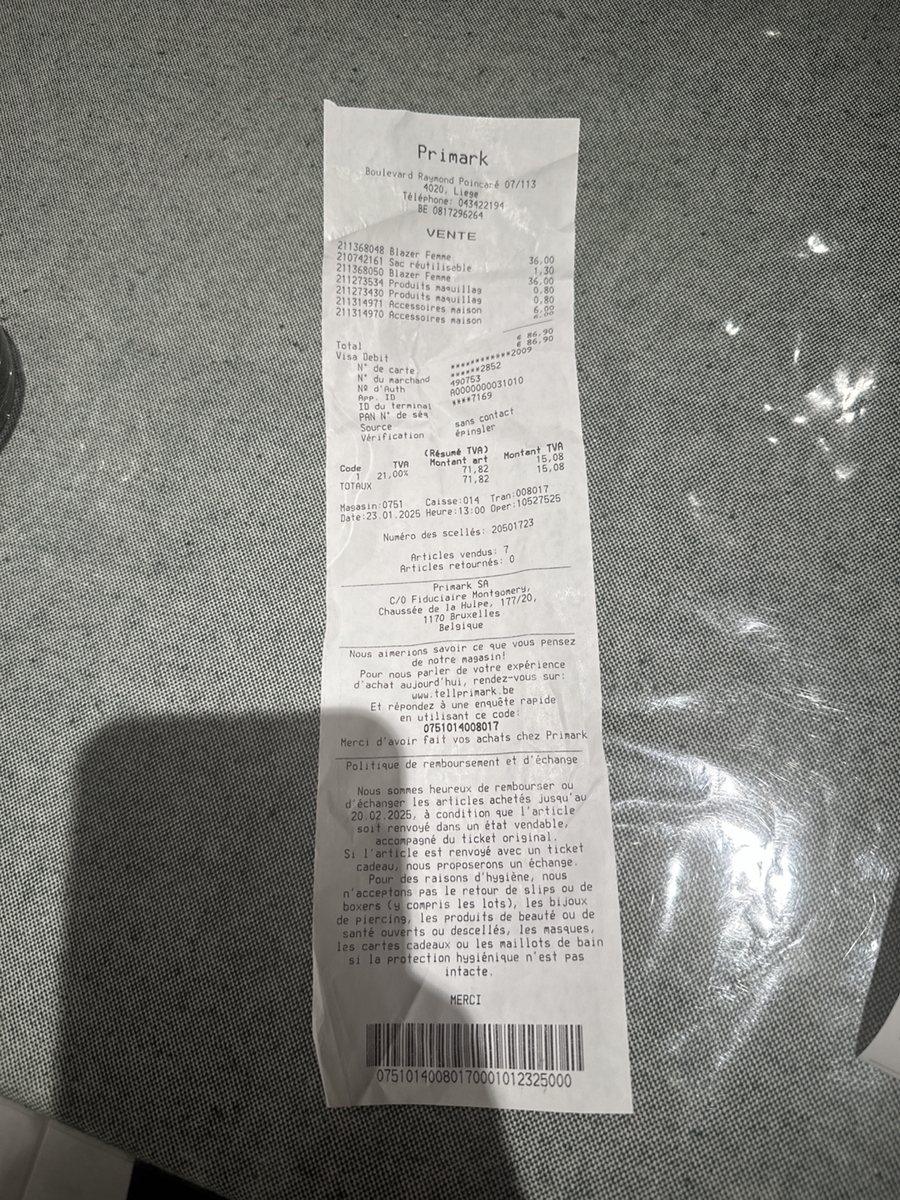 Primark
Boulevard Raymond Poincaré 07/113
4020, Liege
Téléphone: 043422194
BE 0817296264
VENTE
211368048 Blazer Femme 36,00
210742161 Sac réutilisable 1,30
211368050 Blazer Femme 36,00
211273534 Produits maquillag 0,80
211273430 Produits maquillag 0,80
211314971 Accessoires maison 6,00
211314970 Accessoires maison
Total € 86,90
Visa Debit € 86,90
N° de carte ************2009
N° du marchand ******2852
Nº d'Auth 490753
App. ID A0000000031010
ID du terminal ****7169
PAN N° de séq
Source sans contact
Vérification épingler
(Résumé TVA)
Code TVA Montant art Montant TVA
1 21,00% 71,82 15,08
TOTAUX 71,82 15,08
Magasin:0751 Caisse:014 Tran:008017
Date:23.01.2025 Heure:13:00 Oper:10527525
Numéro des scellés: 20501723
Articles vendus: 7
Articles retournés: 0
Primark SA
C/O Fiduciaire Montgomery,
Chaussée de la Hulpe, 177/20,
1170 Bruxelles
Belgique
Nous aimerions savoir ce que vous pensez
de notre magasin!
Pour nous parler de votre expérience
d'achat aujourd'hui, rendez-vous sur:
www.tellprimark.be
Et répondez à une enquête rapide
en utilisant ce code:
0751014008017
Merci d'avoir fait vos achats chez Primark
Politique de remboursement et d'échange
Nous sommes heureux de rembourser ou
d'échanger les articles achetés jusqu'au
20.02.2025, à condition que l'article
soit renvoyé dans un état vendable,
accompagné du ticket original.
Si l'article est renvoyé avec un ticket
cadeau, nous proposerons un échange.
Pour des raisons d'hygiène, nous
n'acceptons pas le retour de slips ou de
boxers (y compris les lots), les bijoux
de piercing, les produits de beauté ou de
santé ouverts ou descellés, les masques,
les cartes cadeaux ou les maillots de bain
si la protection hygiénique n'est pas
intacte.
MERCI
07510140080170001012325000